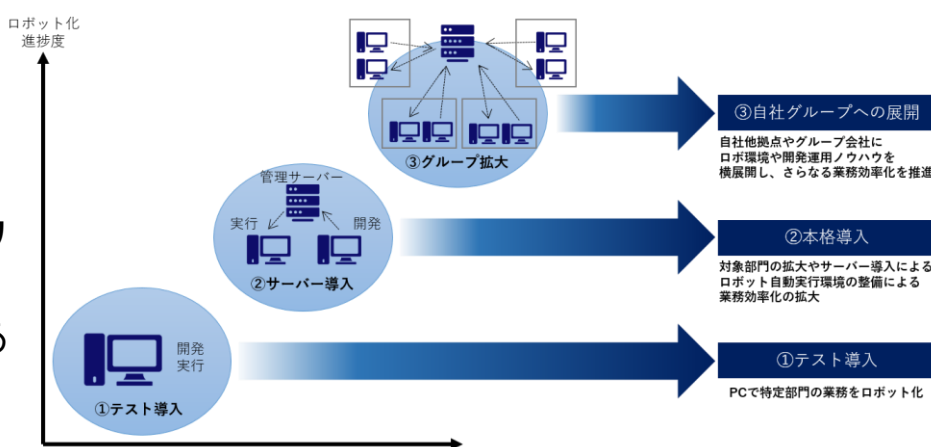 ロボット化
進捗度
③グループ拡大
管理サーバー
実行
開発
②サーバー導入
開発
実行
①テスト導入
③自社グループへの展開
自社他拠点やグループ会社に
ロボ環境や開発運用ノウハウを
横展開し、さらなる業務効率化を推進
②本格導入
対象部門の拡大やサーバー導入による
ロボット自動実行環境の整備による
業務効率化の拡大
①テスト導入
PCで特定部門の業務をロボット化